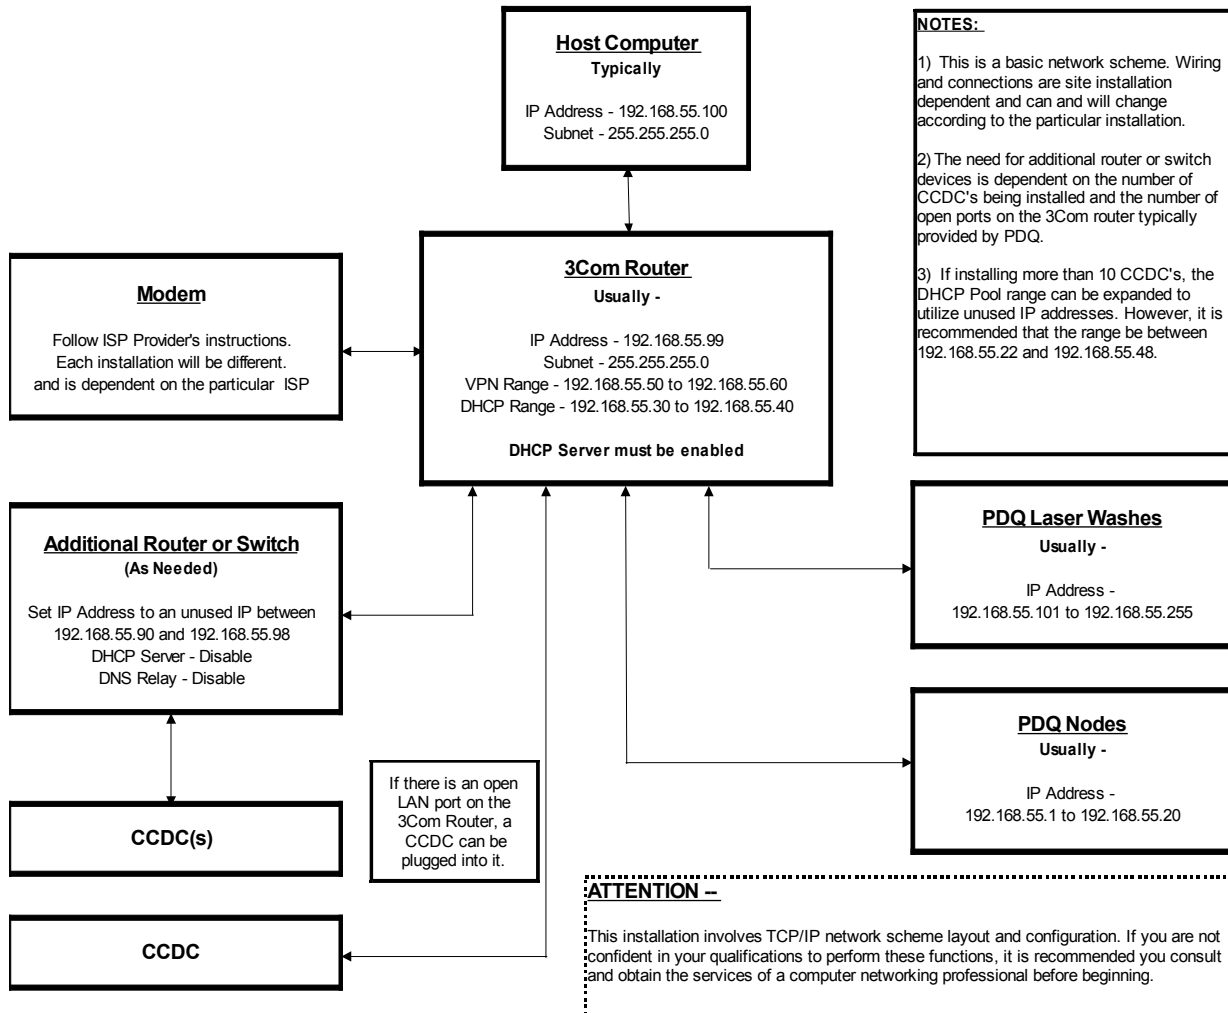 Host Computer
Typically
IP Address - 192.168.55.100
Subnet - 255.255.255.0
NOTES:
1) This is a basic network scheme. Wiring
and connections are site installation
dependent and can and will change
according to the particular installation.
2) The need for additional router or switch
devices is dependent on the number of
CCDC's being installed and the number of
open ports on the 3Com router typically
provided by PDQ.
3) If installing more than 10 CCDC's, the
DHCP Pool range can be expanded to
utilize unused IP addresses. However, it is
recommended that the range be between
192.168.55.22 and 192.168.55.48.
Modem
Follow ISP Provider's instructions.
Each installation will be different.
and is dependent on the particular ISP
3Com Router
Usually -
IP Address - 192.168.55.99
Subnet - 255.255.255.0
VPN Range - 192.168.55.50 to 192.168.55.60
DHCP Range - 192.168.55.30 to 192.168.55.40
DHCP Server must be enabled
Additional Router or Switch
(As Needed)
Set IP Address to an unused IP between
192.168.55.90 and 192.168.55.98
DHCP Server - Disable
DNS Relay - Disable
PDQ Laser Washes
Usually -
IP Address -
192.168.55.101 to 192.168.55.255
PDQ Nodes
Usually -
IP Address -
192.168.55.1 to 192.168.55.20
If there is an open
LAN port on the
3Com Router, a
CCDC can be
plugged into it.
CCDC(s)
CCDC
ATTENTION --
This installation involves TCP/IP network scheme layout and configuration. If you are not
confident in your qualifications to perform these functions, it is recommended you consult
and obtain the services of a computer networking professional before beginning.